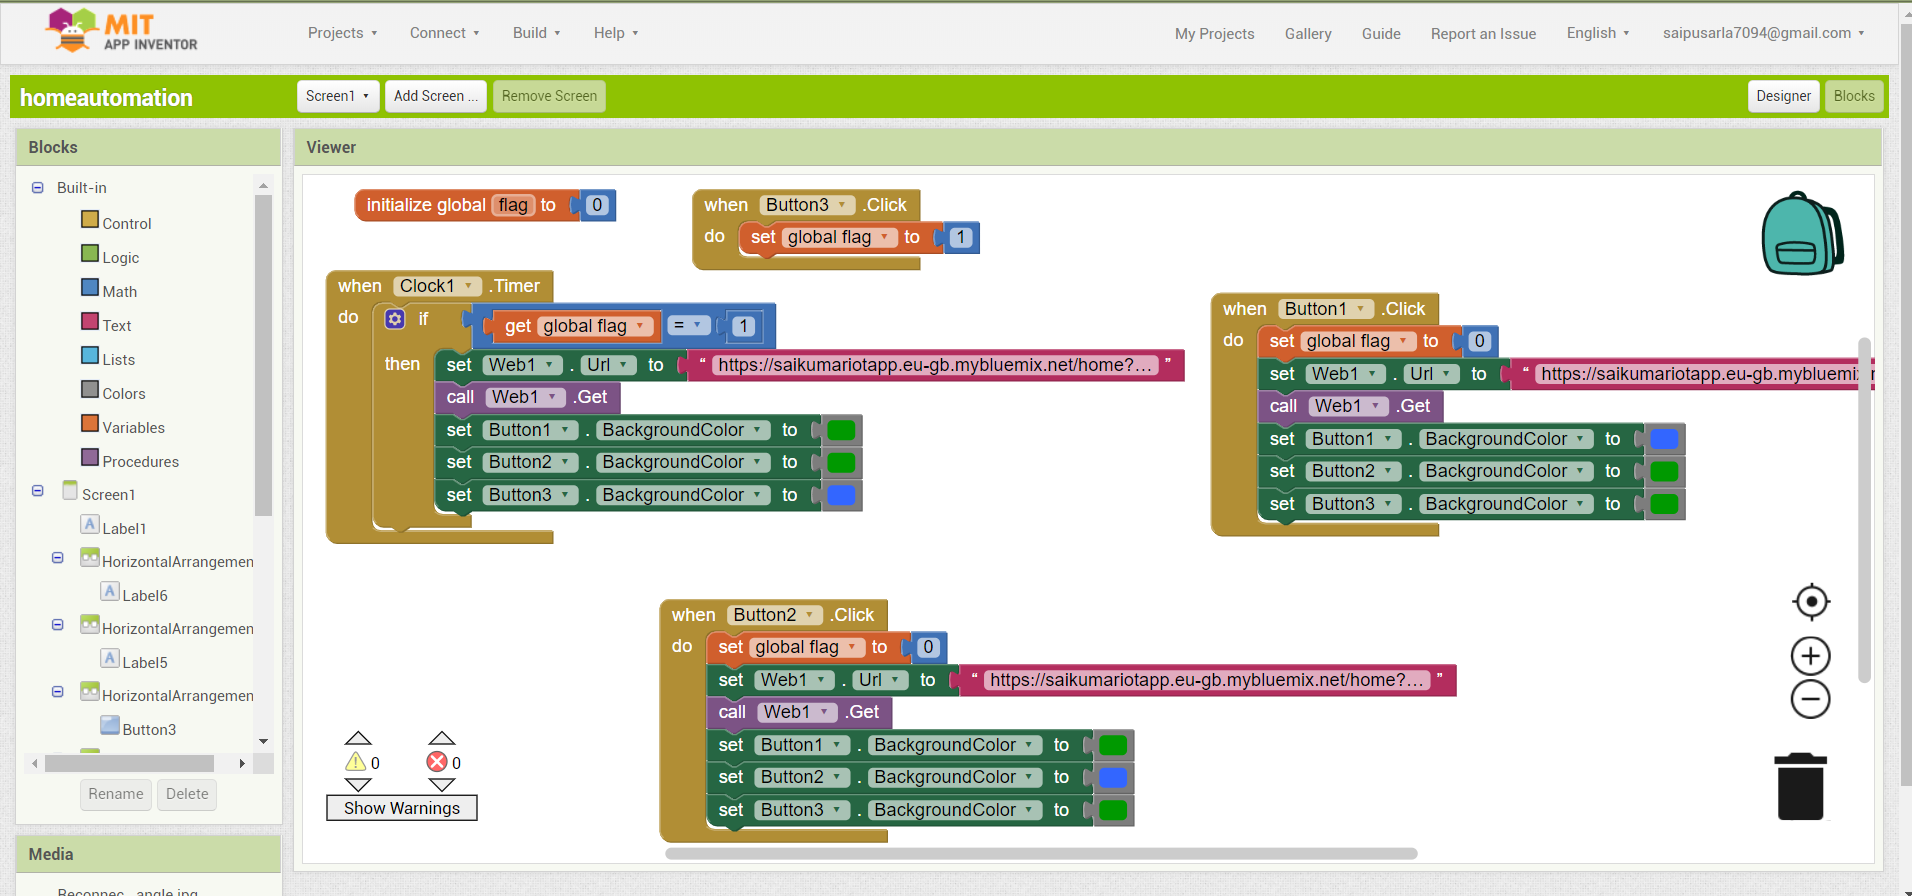 MIT
APP INVENTOR
Projects Connect Build Help My Projects Gallery Guide Report an Issue English saipusarla7094@gmail.com
homeautomation Screen1 Add Screen ... Remove Screen Designer Blocks
Blocks
Built-in
Control
Logic
Math
Text
Lists
Colors
Variables
Procedures
Screen1
Label1
HorizontalArrangemen
Label6
HorizontalArrangemen
Label5
HorizontalArrangemen
Button3
Rename Delete
Media
Reconnec...angle.jpg
Viewer
initialize global flag to 0
when Button3 .Click
do set global flag to 1
when Clock1 .Timer
do if get global flag = 1
then set Web1 . Url to “ https://saikumariotapp.eu-gb.mybluemix.net/home?... ”
call Web1 .Get
set Button1 . BackgroundColor to
set Button2 . BackgroundColor to
set Button3 . BackgroundColor to
when Button1 .Click
do set global flag to 0
set Web1 . Url to “ https://saikumariotapp.eu-gb.mybluemi
call Web1 .Get
set Button1 . BackgroundColor to
set Button2 . BackgroundColor to
set Button3 . BackgroundColor to
when Button2 .Click
do set global flag to 0
set Web1 . Url to “ https://saikumariotapp.eu-gb.mybluemix.net/home?... ”
call Web1 .Get
set Button1 . BackgroundColor to
set Button2 . BackgroundColor to
set Button3 . BackgroundColor to
0 0
Show Warnings